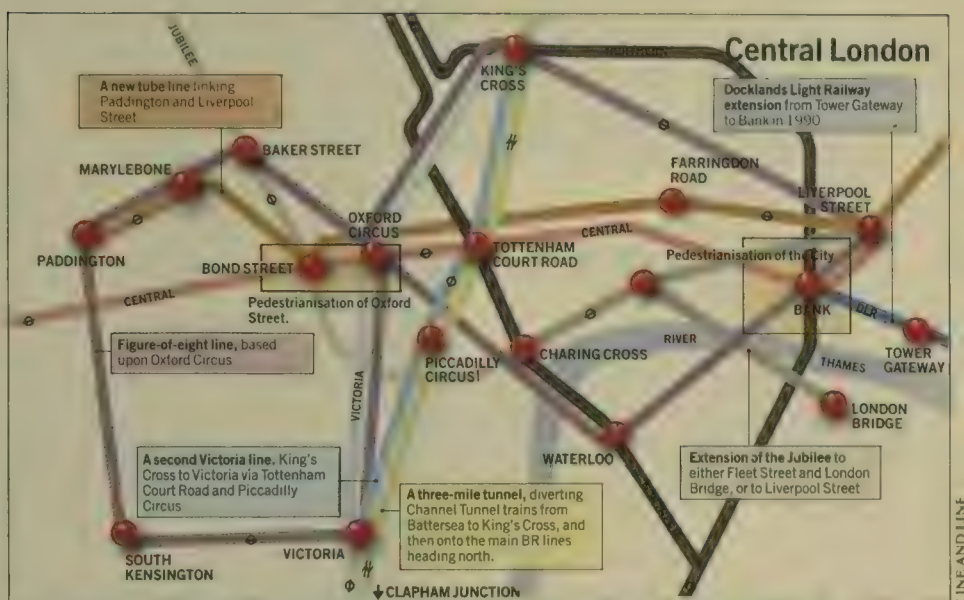 Central London
JUBILEE
NORTHERN
KING'S
CROSS
A new tube line linking
Paddington and Liverpool
Street
Docklands Light Railway
extension from Tower Gateway
to Bank in 1990
BAKER STREET
MARYLEBONE
FARRINGDON
ROAD
LIVERPOOL
STREET
OXFORD
CIRCUS
CENTRAL
TOTTENHAM
COURT ROAD
PADDINGTON
BOND STREET
Pedestrianisation of the City
CENTRAL
Pedestrianisation of Oxford
Street.
BANK
DLR
Figure-of-eight line, based
upon Oxford Circus
PICCADILLY
CIRCUS!
CHARING CROSS
RIVER
THAMES
TOWER
GATEWAY
VICTORIA
LONDON
BRIDGE
WATERLOO
A second Victoria line, King's
Cross to Victoria via Tottenham
Court Road and Piccadilly
Circus
Extension of the Jubilee to
either Fleet Street and London
Bridge, or to Liverpool Street
A three-mile tunnel, diverting
Channel Tunnel trains from
Battersea to King's Cross, and
then onto the main BR lines
heading north.
SOUTH
KENSINGTON
VICTORIA
CLAPHAM JUNCTION
LINE AND LINE